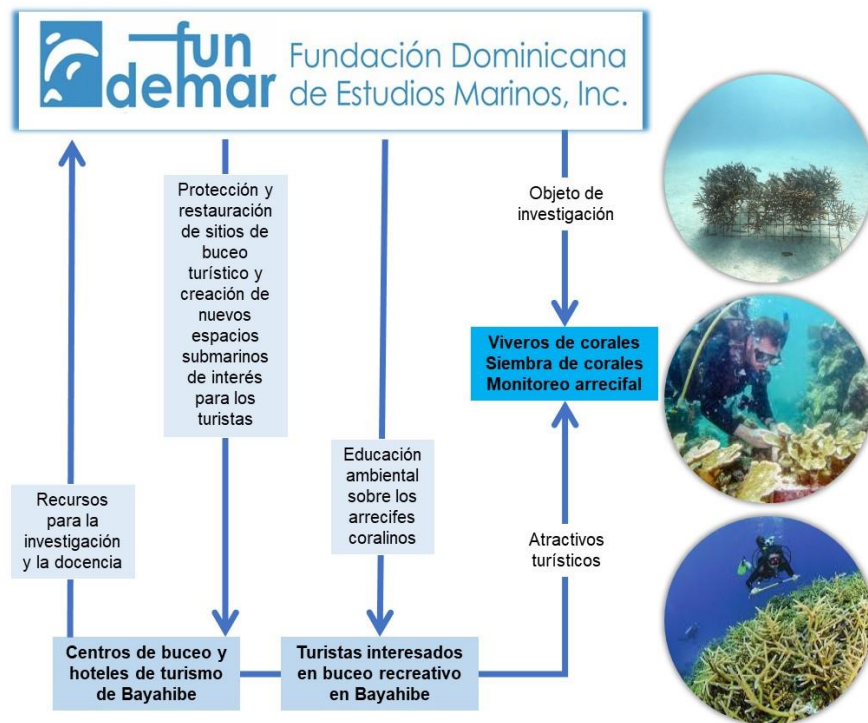 fun
demar
Fundación Dominicana
de Estudios Marinos, Inc.
Protección y
restauración
de sitios de
buceo
turístico y
creación de
nuevos
espacios
submarinos
de interés
para los
turistas
Objeto de
investigación
Viveros de corales
Siembra de corales
Monitoreo arrecifal
Educación
ambiental
sobre los
arrecifes
coralinos
Recursos
para la
investigación
y la docencia
Atractivos
turísticos
Centros de buceo y
hoteles de turismo
de Bayahibe
Turistas interesados
en buceo recreativo
en Bayahibe